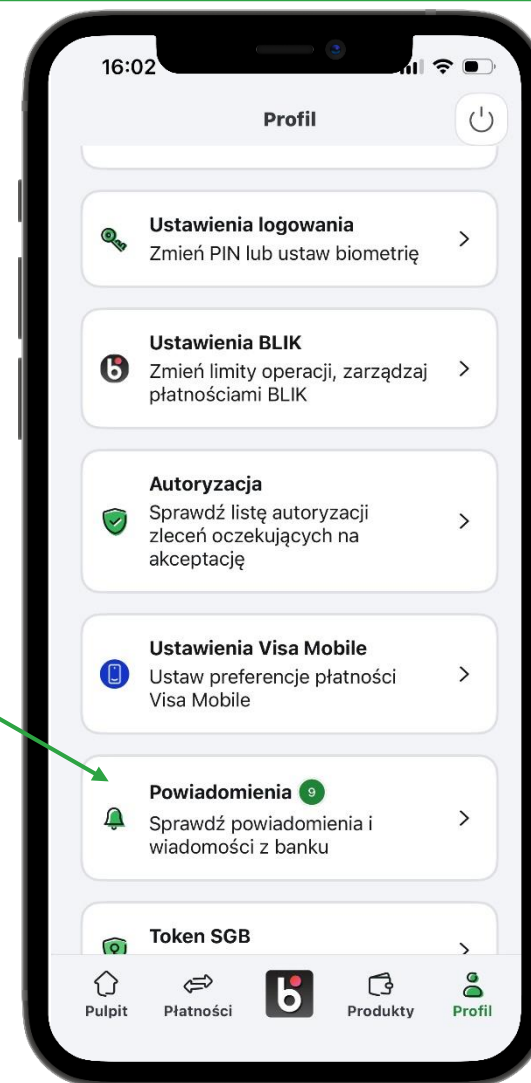 16:02
Profil
Ustawienia logowania
Zmień PIN lub ustaw biometrię
Ustawienia BLIK
Zmień limity operacji, zarządzaj
płatnościami BLIK
Autoryzacja
Sprawdź listę autoryzacji
zleceń oczekujących na
akceptację
Ustawienia Visa Mobile
Ustaw preferencje płatności
Visa Mobile
Powiadomienia 9
Sprawdź powiadomienia i
wiadomości z banku
Token SGB
Pulpit Płatności Produkty Profil